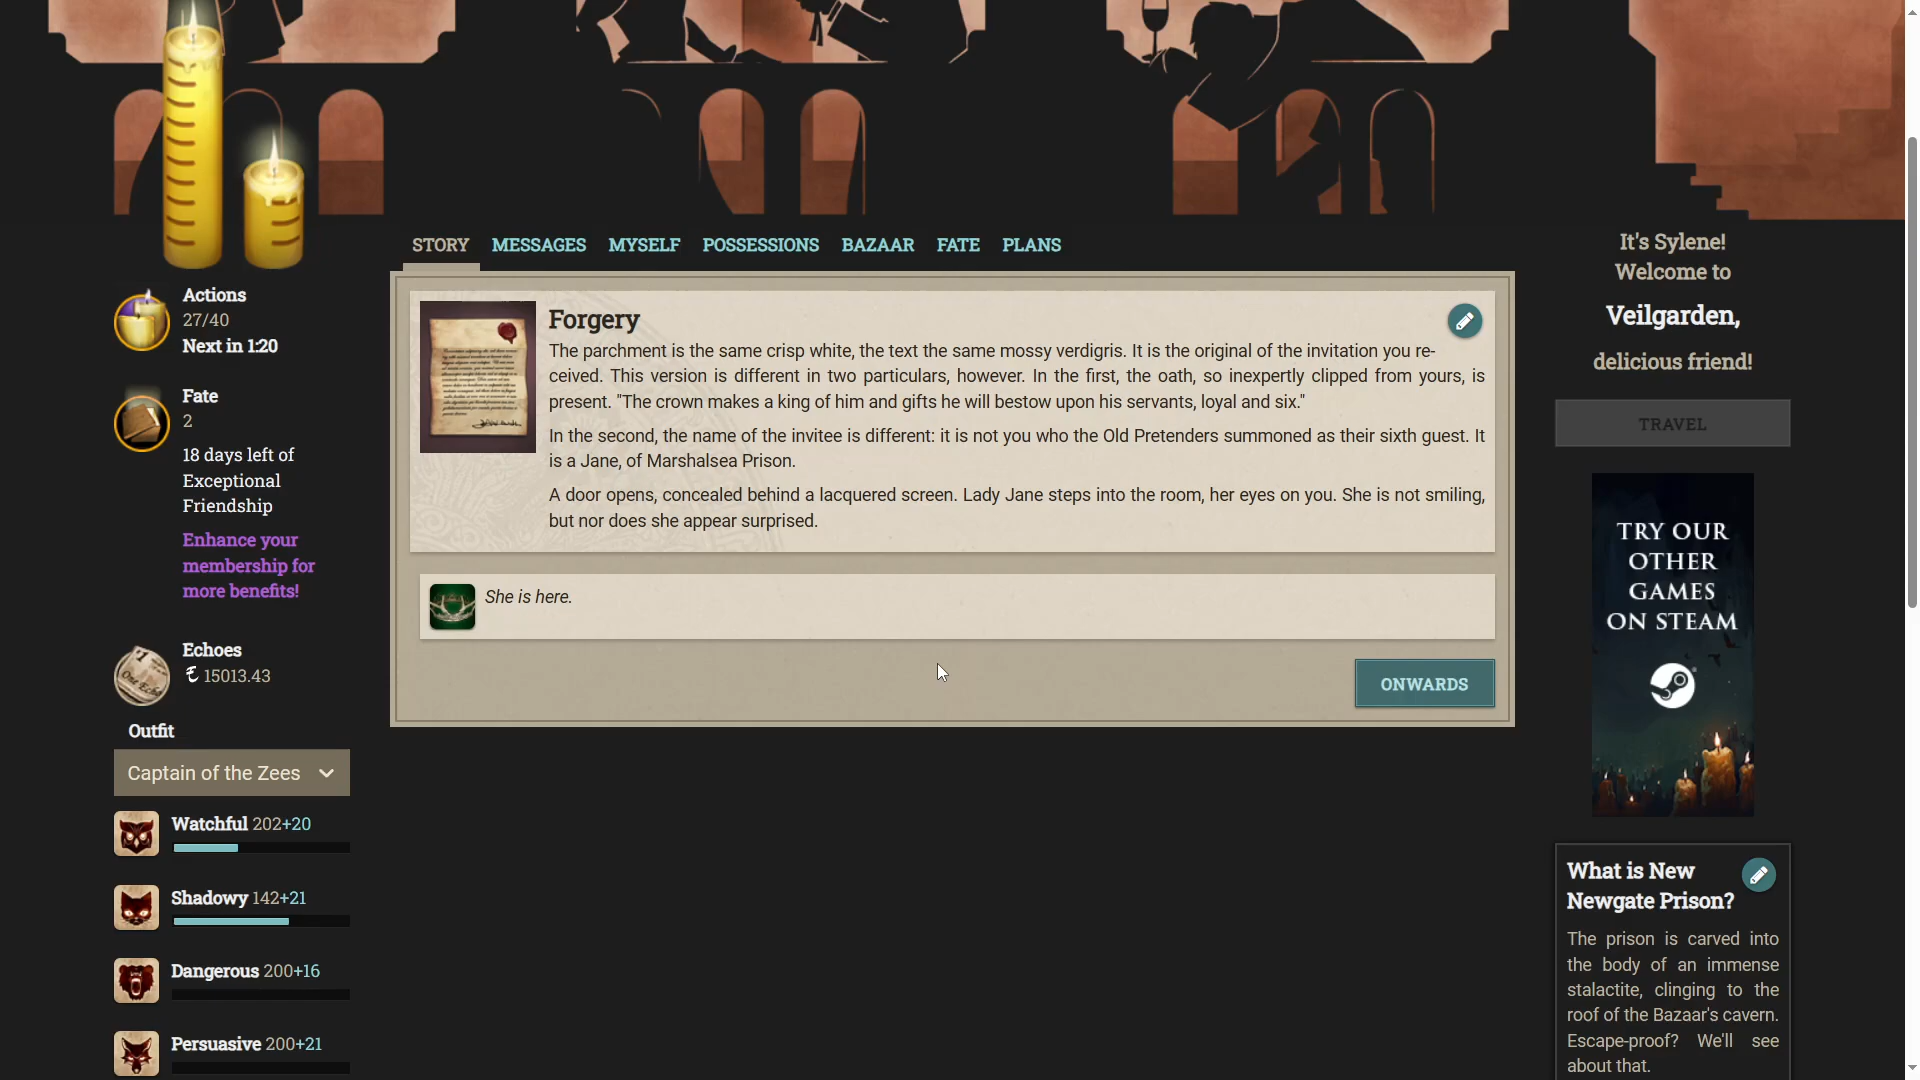 STORY
MESSAGES
MYSELF
POSSESSIONS
BAZAAR
FATE
PLANS
Actions
27/40
Next in 1:20
Fate
2
18 days left of
Exceptional
Friendship
Enhance your
membership for
more benefits!
Echoes
15013.43
Outfit
Captain of the Zees
Watchful 202+20
Shadowy 142+21
Dangerous 200+16
Persuasive 200+21
Forgery
The parchment is the same crisp white, the text the same mossy verdigris. It is the original of the invitation you re-
ceived. This version is different in two particulars, however. In the first, the oath, so inexpertly clipped from yours, is
present. "The crown makes a king of him and gifts he will bestow upon his servants, loyal and six."
In the second, the name of the invitee is different: it is not you who the Old Pretenders summoned as their sixth guest. It
is a Jane, of Marshalsea Prison.
A door opens, concealed behind a lacquered screen. Lady Jane steps into the room, her eyes on you. She is not smiling,
but nor does she appear surprised.
She is here.
ONWARDS
It's Sylene!
Welcome to
Veilgarden,
delicious friend!
TRAVEL
TRY OUR
OTHER
GAMES
ON STEAM
What is New
Newgate Prison?
The prison is carved into
the body of an immense
stalactite, clinging to the
roof of the Bazaar's cavern.
Escape-proof? We'll see
about that.